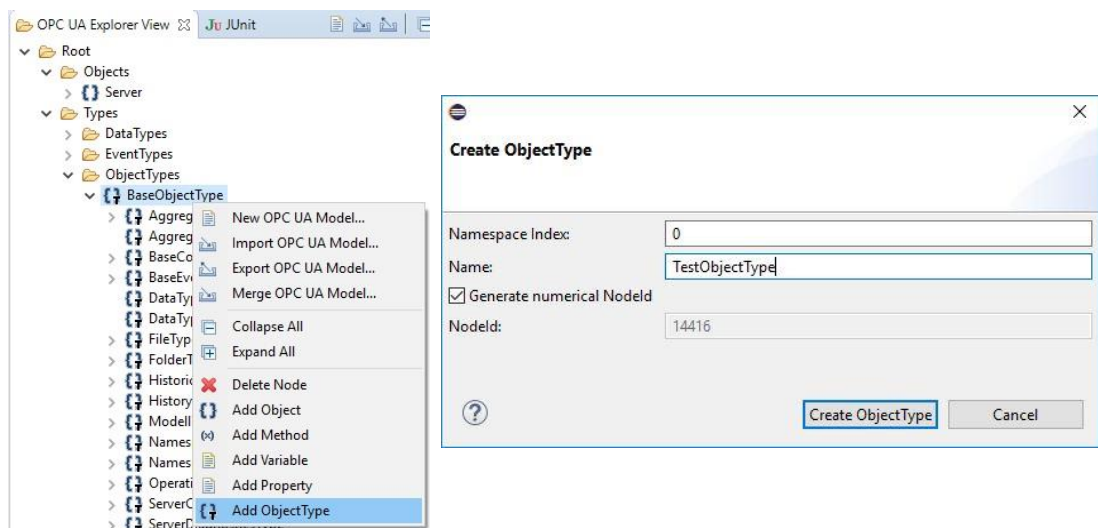 OPC UA Explorer View
JUnit
Root
Objects
Server
Types
DataTypes
EventTypes
ObjectTypes
BaseObjectType
Aggreg
Aggreg
BaseCo
BaseEv
DataTy
DataTy
FileTyp
FolderT
Historic
History
Modell
Names
Names
Operati
ServerC
New OPC UA Model...
Import OPC UA Model...
Export OPC UA Model...
Merge OPC UA Model...
Collapse All
Expand All
Delete Node
Add Object
Add Method
Add Variable
Add Property
Add ObjectType
Create ObjectType
Namespace Index: 0
Name: TestObjectType
Generate numerical NodeId
NodeId: 14416
Create ObjectType Cancel